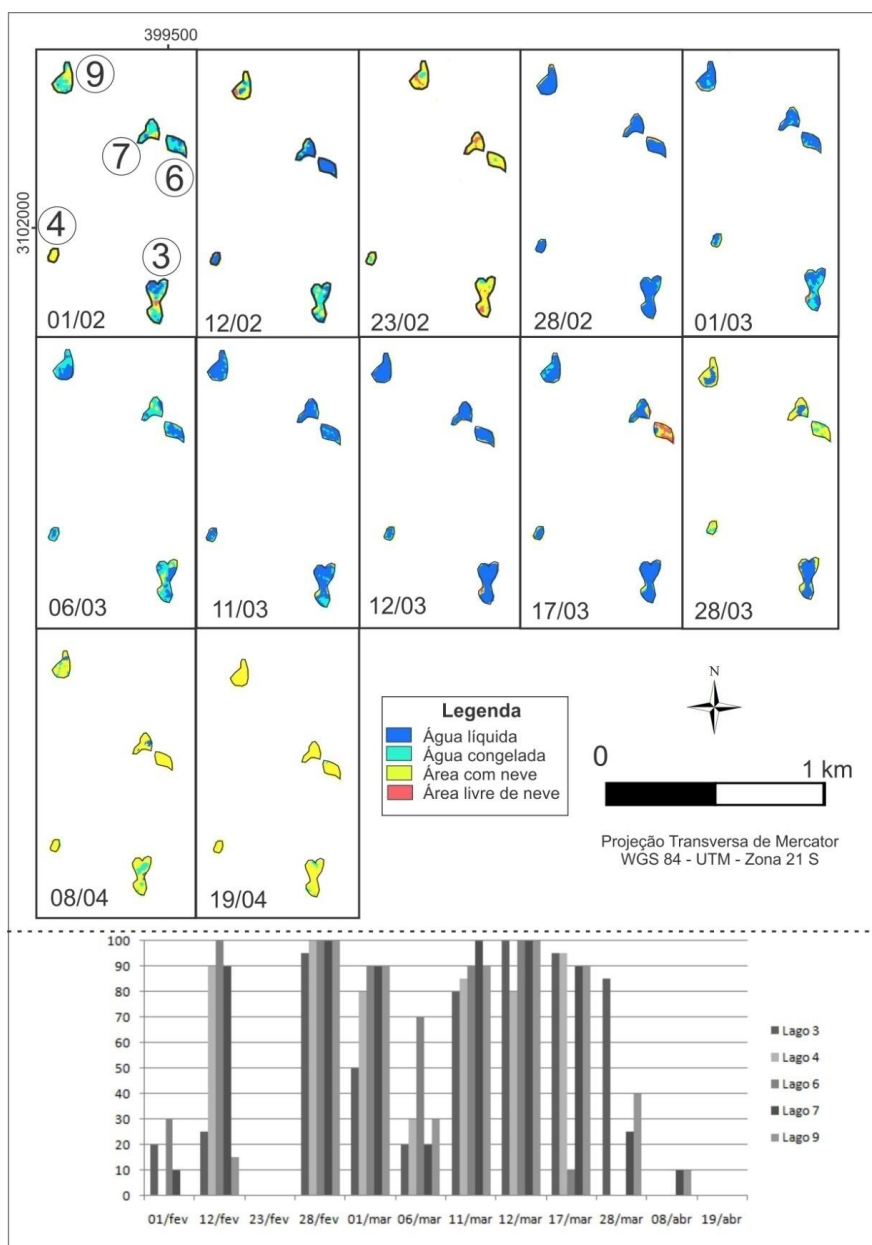 399500
3102000
9
7
6
4
3
01/02
12/02
23/02
28/02
01/03
06/03
11/03
12/03
17/03
28/03
08/04
19/04
Legenda
Água líquida
Água congelada
Área com neve
Área livre de neve
N
0
1 km
Projeção Transversa de Mercator
WGS 84 - UTM - Zona 21 S
100
90
80
70
60
50
40
30
20
10
0
01/fev 12/fev 23/fev 28/fev 01/mar 06/mar 11/mar 12/mar 17/mar 28/mar 08/abr 19/abr
Lago 3
Lago 4
Lago 6
Lago 7
Lago 9